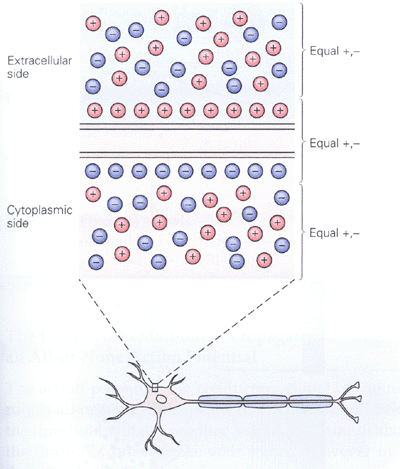 Extracellular
side
Equal +,–
Equal +,–
Cytoplasmic
side
Equal +,–